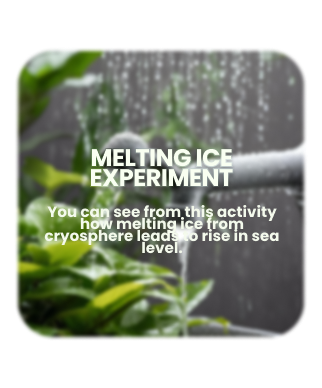 MELTING ICE
EXPERIMENT
You can see from this activity
how melting ice from
cryosphere leads to rise in sea
level.